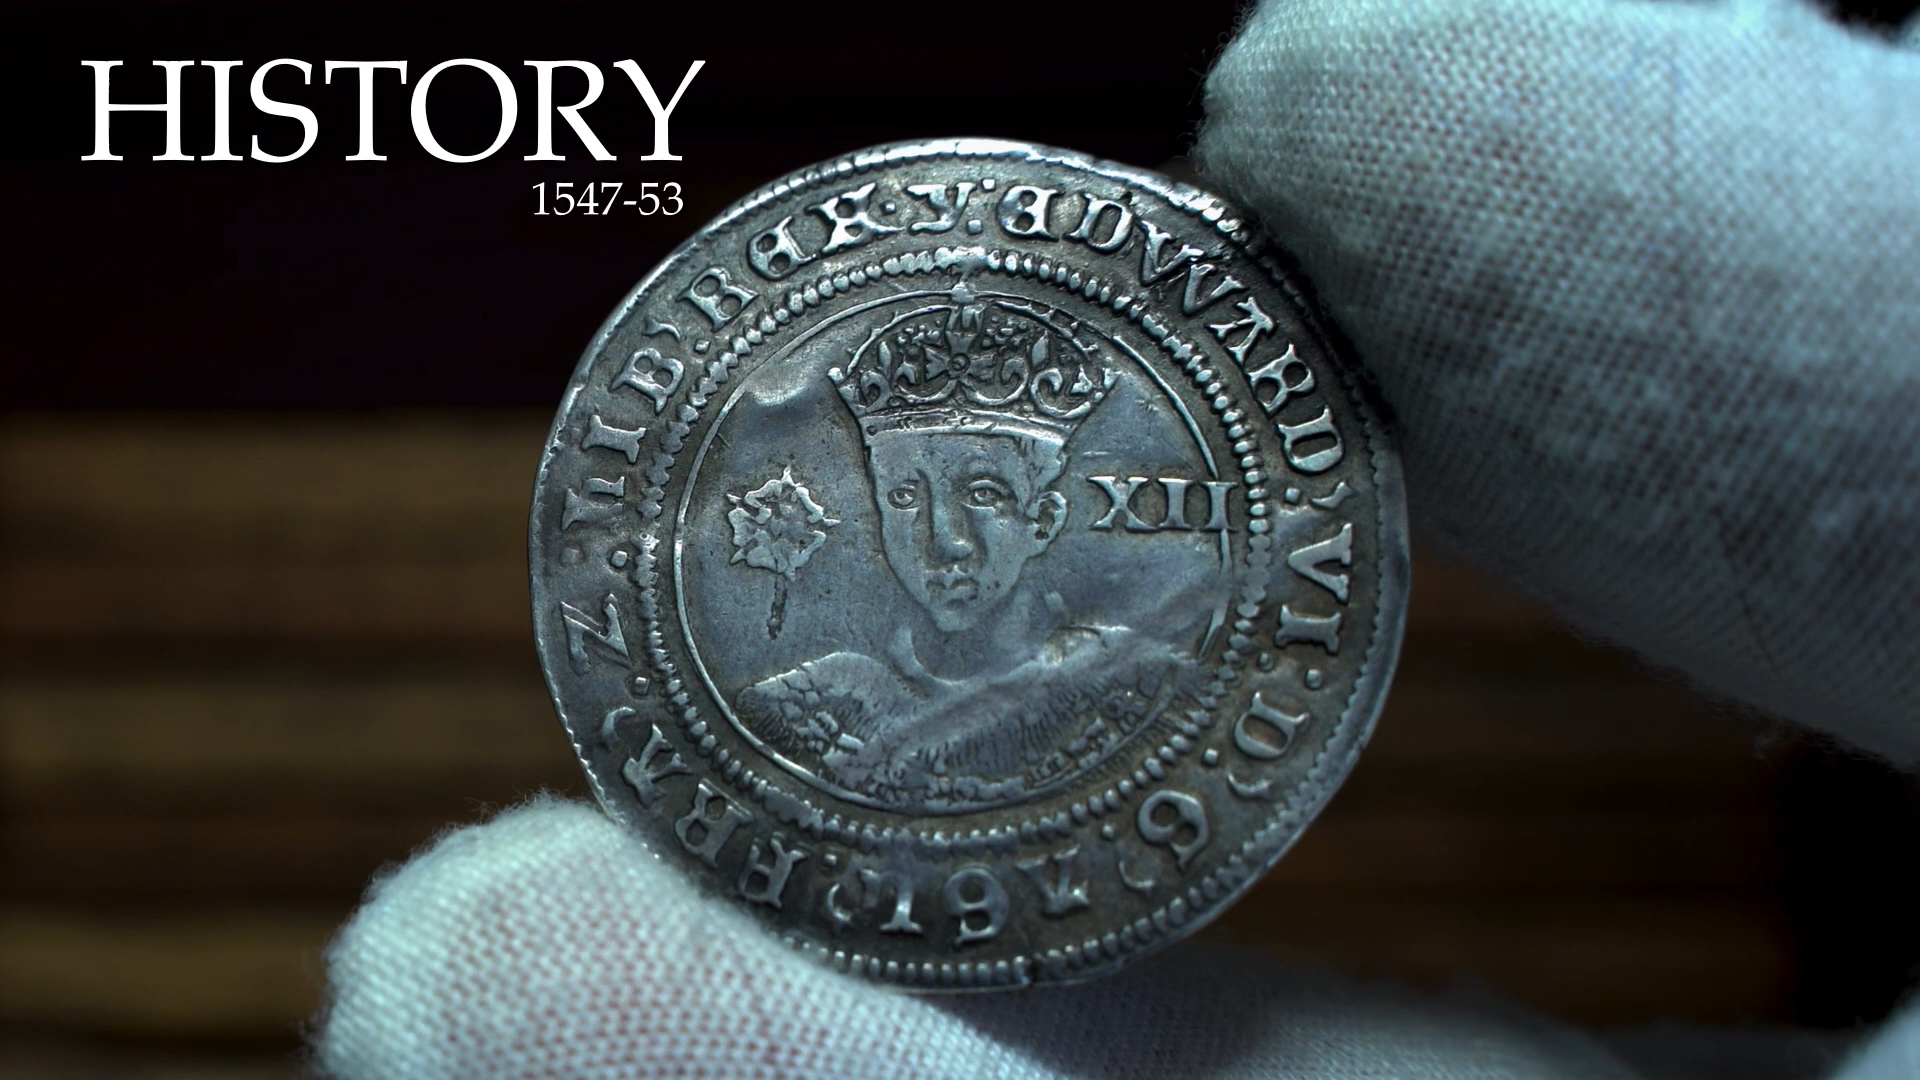 HISTORY
1547-53
y: EDWARD': VI: D': G': AGL': FRA': Z: HIB': REX·
XII